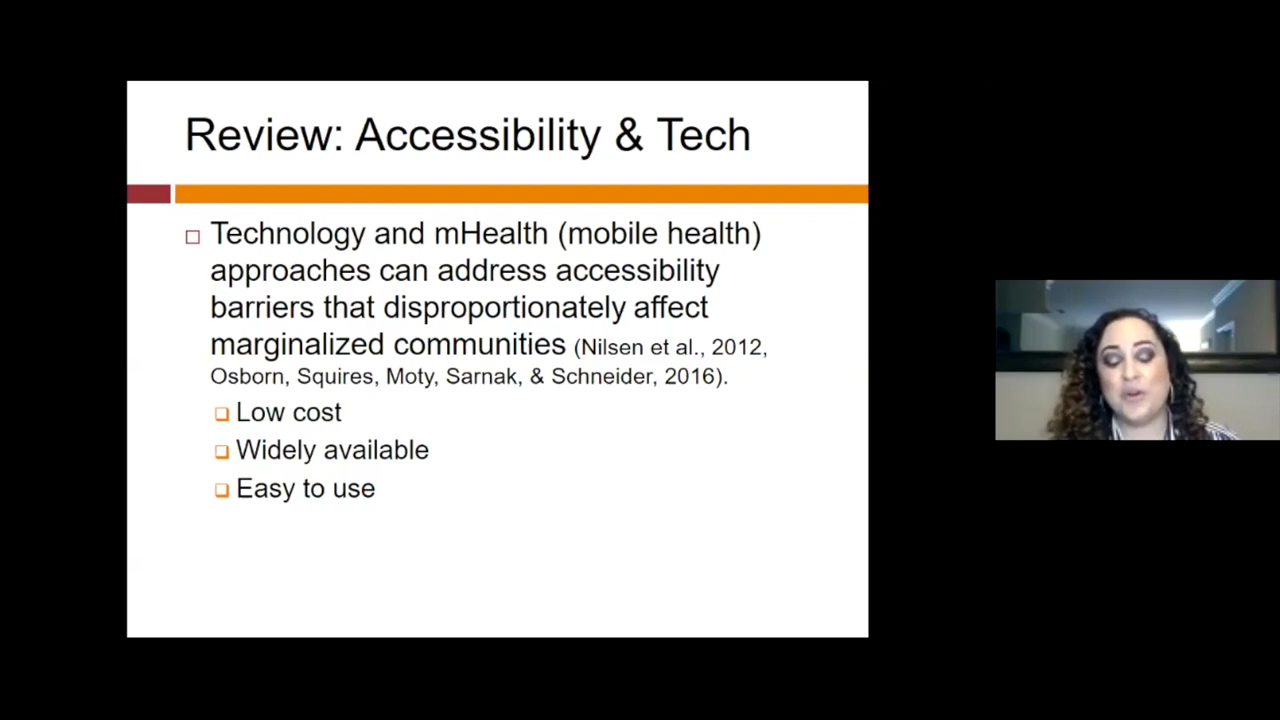 Review: Accessibility & Tech
Technology and mHealth (mobile health)
approaches can address accessibility
barriers that disproportionately affect
marginalized communities (Nilsen et al., 2012,
Osborn, Squires, Moty, Sarnak, & Schneider, 2016).
Low cost
Widely available
Easy to use